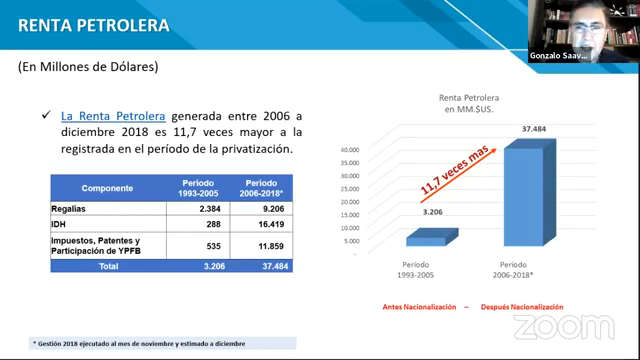 RENTA PETROLERA
(En Millones de Dólares)
✓ La Renta Petrolera generada entre 2006 a
diciembre 2018 es 11,7 veces mayor a la
registrada en el período de la privatización.
Componente Periodo 1993-2005 Periodo 2006-2018*
Regalías 2.384 9.206
IDH 288 16.419
Impuestos, Patentes y
Participación de YPFB 535 11.859
Total 3.206 37.484
* Gestión 2018 ejecutado al mes de noviembre y estimado a diciembre
Gonzalo Saav...
Renta Petrolera
en MM.$US.
40.000
35.000
30.000
25.000
20.000
15.000
10.000
5.000
-
3.206
37.484
11,7 veces mas
Período
1993-2005
Período
2006-2018*
Antes Nacionalización – Después Nacionalización
zoom